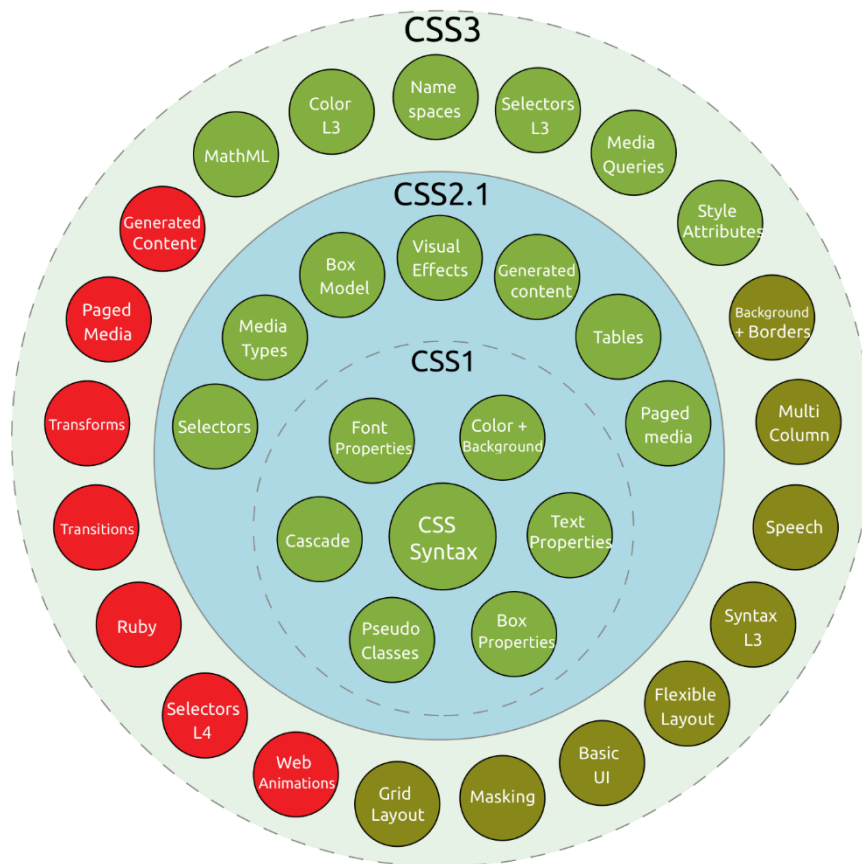 CSS3
Name
spaces
Color
L3
Selectors
L3
MathML
Media
Queries
Generated
Content
Style
Attributes
Paged
Media
Background
+ Borders
Transforms
Multi
Column
Transitions
Speech
Ruby
Syntax
L3
Selectors
L4
Flexible
Layout
Web
Animations
Basic
UI
Grid
Layout
Masking
CSS2.1
Visual
Effects
Box
Model
Generated
content
Media
Types
Tables
Selectors
Paged
media
CSS1
Font
Properties
Color +
Background
Cascade
CSS
Syntax
Text
Properties
Pseudo
Classes
Box
Properties